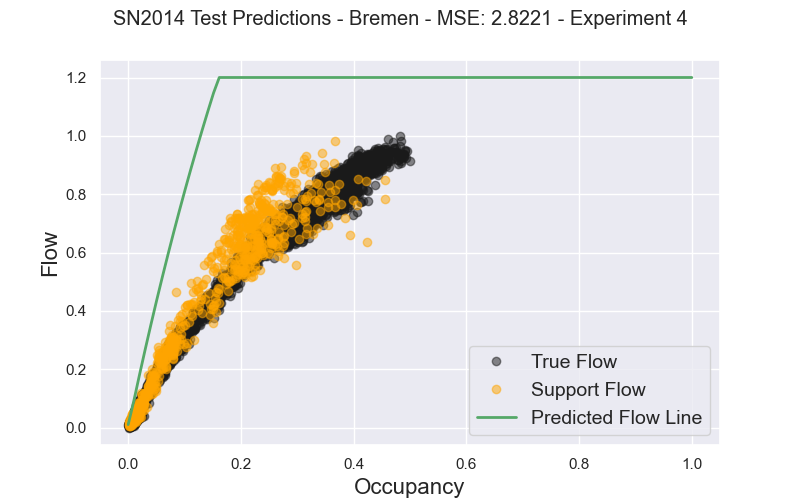 SN2014 Test Predictions - Bremen - MSE: 2.8221 - Experiment 4
1.2
1.0
0.8
0.6
0.4
0.2
0.0
Flow
True Flow
Support Flow
Predicted Flow Line
0.0 0.2 0.4 0.6 0.8 1.0
Occupancy